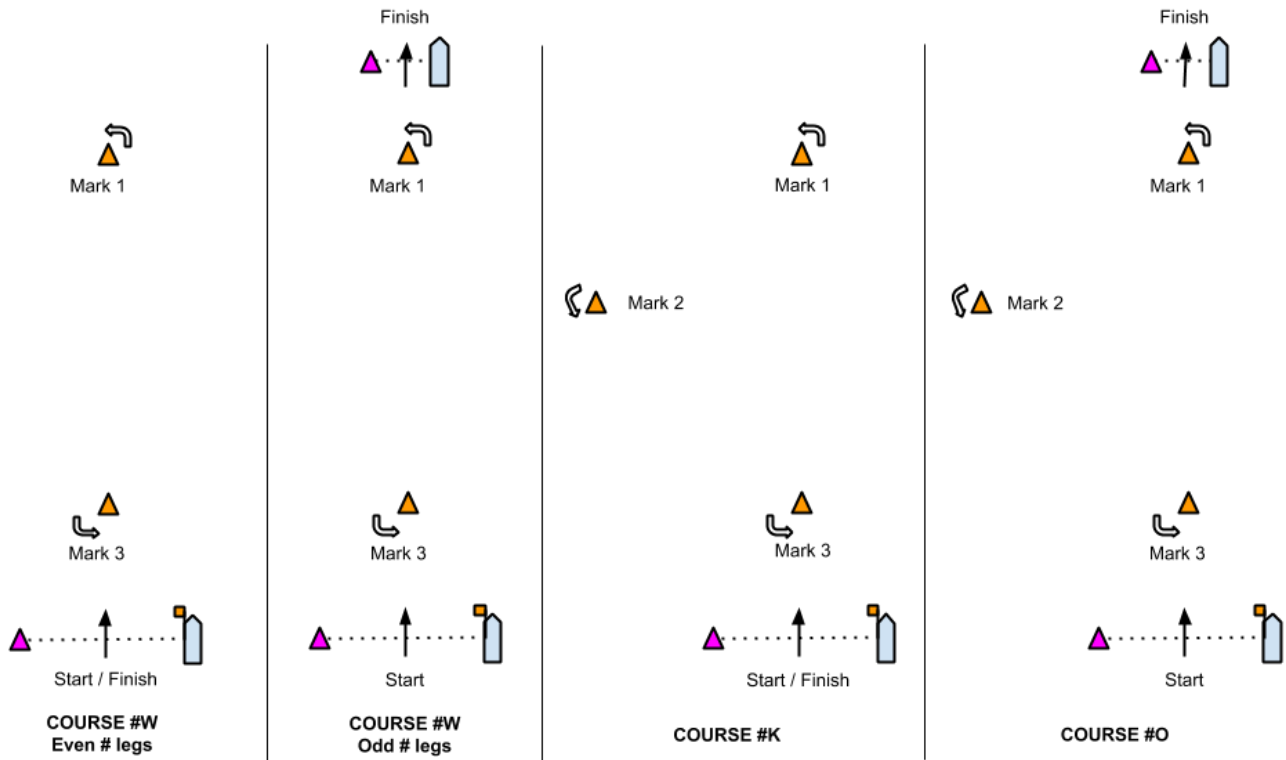 Finish
Finish
Mark 1
Mark 1
Mark 1
Mark 1
Mark 2
Mark 2
Mark 3
Mark 3
Mark 3
Mark 3
Start / Finish
Start
Start / Finish
Start
COURSE #W
Even # legs
COURSE #W
Odd # legs
COURSE #K
COURSE #O